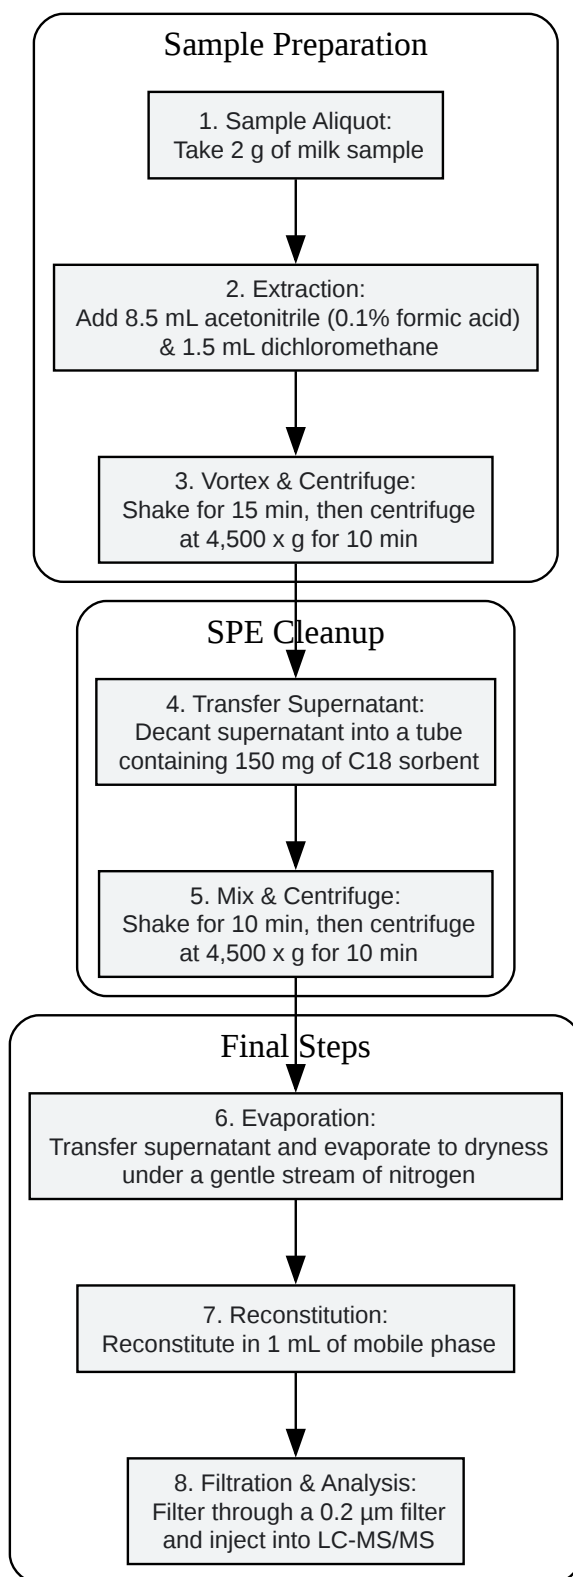 Sample Preparation
1. Sample Aliquot:
Take 2 g of milk sample
2. Extraction:
Add 8.5 mL acetonitrile (0.1% formic acid)
& 1.5 mL dichloromethane
3. Vortex & Centrifuge:
Shake for 15 min, then centrifuge
at 4,500 x g for 10 min
SPE Cleanup
4. Transfer Supernatant:
Decant supernatant into a tube
containing 150 mg of C18 sorbent
5. Mix & Centrifuge:
Shake for 10 min, then centrifuge
at 4,500 x g for 10 min
Final Steps
6. Evaporation:
Transfer supernatant and evaporate to dryness
under a gentle stream of nitrogen
7. Reconstitution:
Reconstitute in 1 mL of mobile phase
8. Filtration & Analysis:
Filter through a 0.2 µm filter
and inject into LC-MS/MS